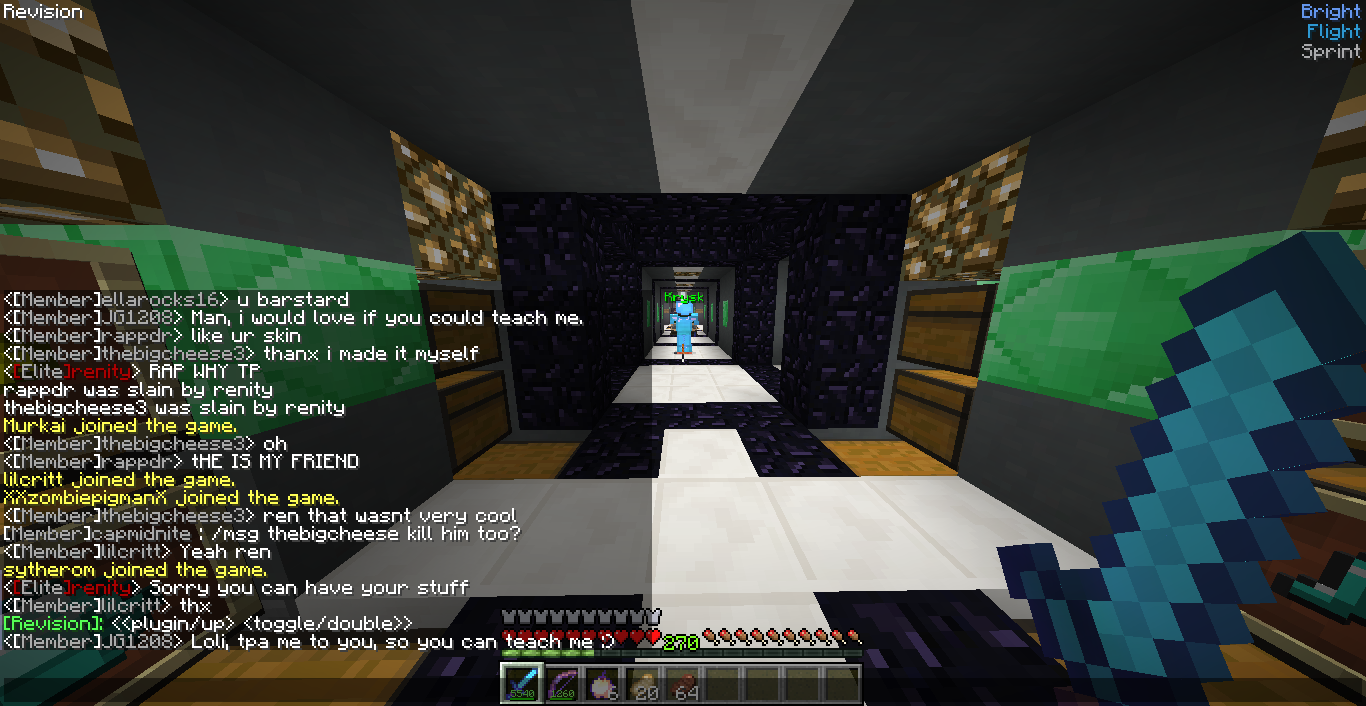 Revision
Bright
Flight
Sprint
Krysk
<[Member]ellarocks16> u barstard
<[Member]JG1208> Man, i would love if you could teach me.
<[Member]rappdr> like ur skin
<[Member]thebigcheese3> thanx i made it myself
<[Elite]renity> RAP WHY TP
rappdr was slain by renity
thebigcheese3 was slain by renity
Murkai joined the game.
<[Member]thebigcheese3> oh
<[Member]rappdr> tHE IS MY FRIEND
lilcritt joined the game.
XXzombiepigmanX joined the game.
<[Member]thebigcheese3> ren that wasnt very cool
[Member]capmidnite : /msg thebigcheese kill him too?
<[Member]lilcritt> Yeah ren
sytherom joined the game.
<[Elite]renity> Sorry you can have your stuff
<[Member]lilcritt> thx
[Revision]: <<plugin/up> <toggle/double>>
<[Member]JG1208> Loli, tpa me to you, so you can teach me :)
270
5540 1260 6 20 64